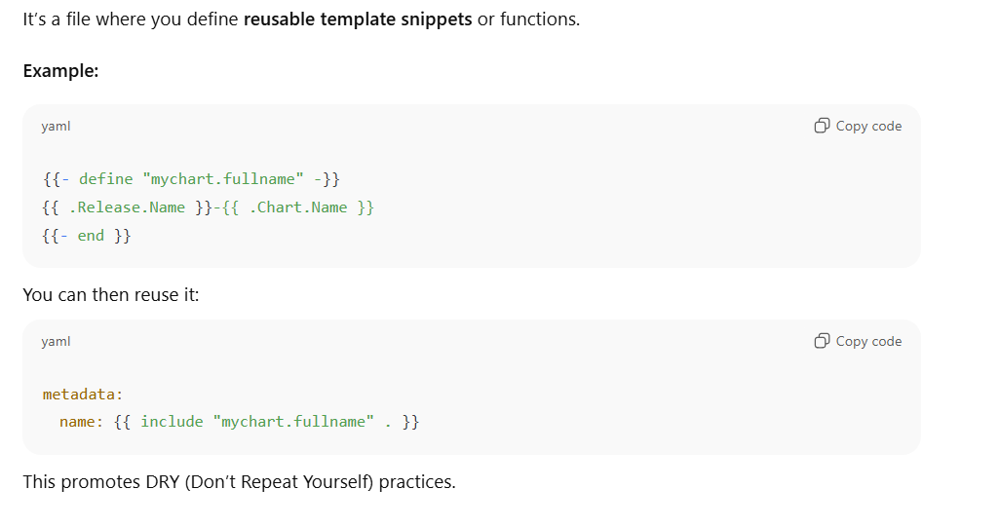 It's a file where you define reusable template snippets or functions.
Example:
yaml
Copy code
{{- define "mychart.fullname" -}}
{{ .Release.Name }}-{{ .Chart.Name }}
{{- end }}
You can then reuse it:
yaml
Copy code
metadata:
  name: {{ include "mychart.fullname" . }}
This promotes DRY (Don't Repeat Yourself) practices.